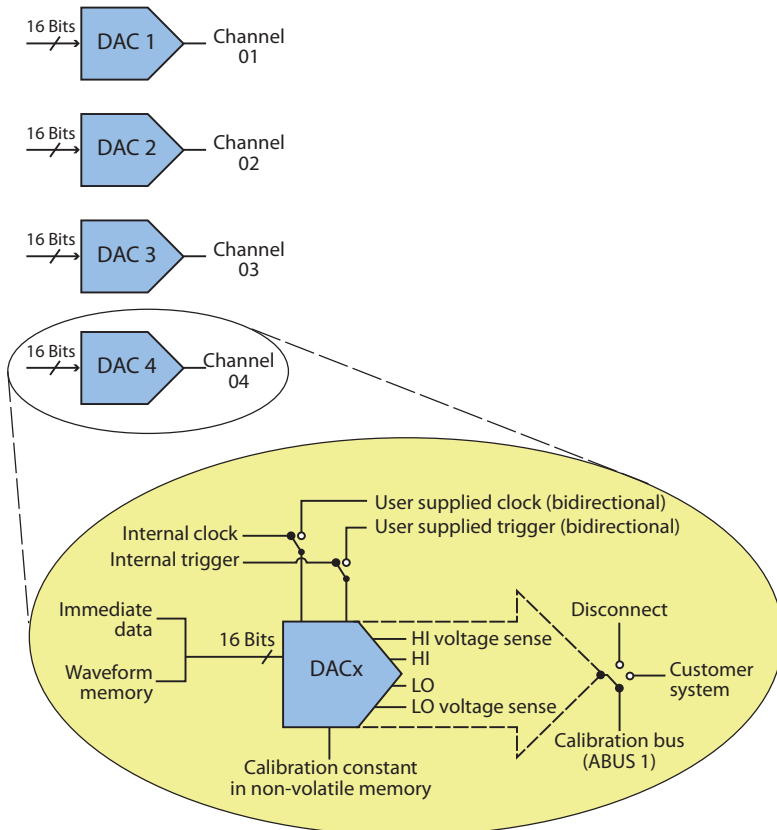 16 Bits
DAC 1
Channel
01
16 Bits
DAC 2
Channel
02
16 Bits
DAC 3
Channel
03
16 Bits
DAC 4
Channel
04
User supplied clock (bidirectional)
Internal clock
User supplied trigger (bidirectional)
Internal trigger
Immediate
data
Waveform
memory
16 Bits
DACx
HI voltage sense
HI
LO
LO voltage sense
Disconnect
Customer
system
Calibration bus
(ABUS 1)
Calibration constant
in non-volatile memory